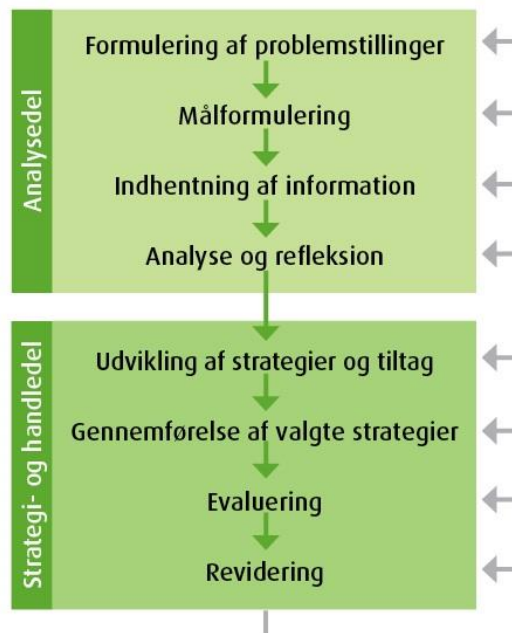 Analysedel
Formulering af problemstillinger
Målformulering
Indhentning af information
Analyse og refleksion
Strategi- og handledel
Udvikling af strategier og tiltag
Gennemførelse af valgte strategier
Evaluering
Revidering